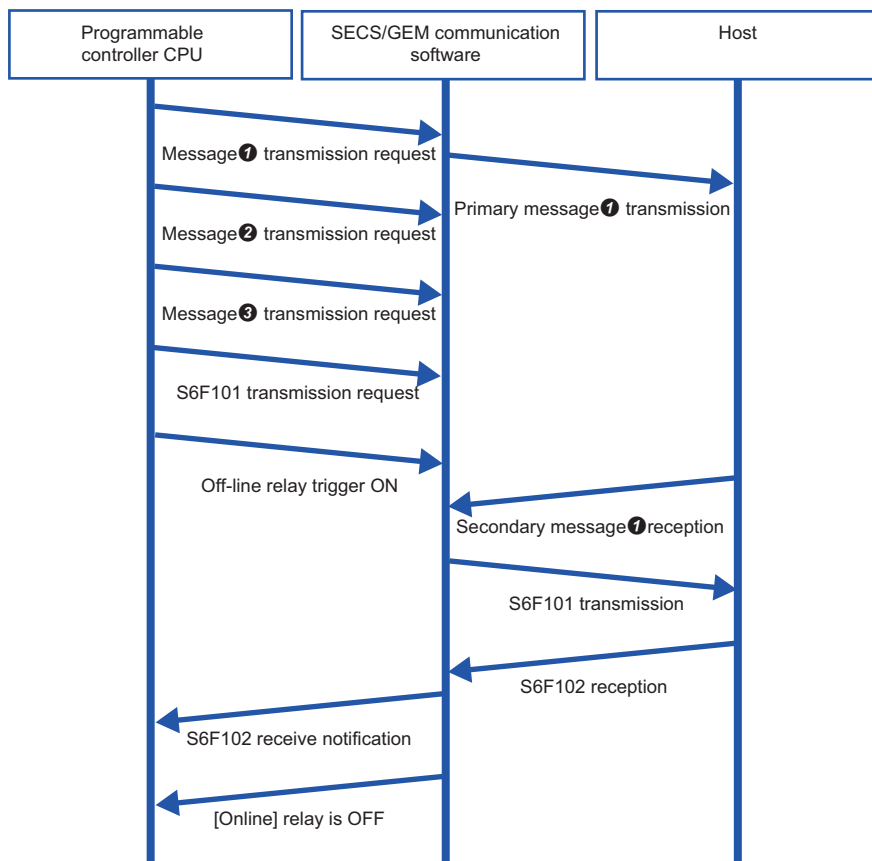 Programmable
controller CPU
SECS/GEM communication
software
Host
Message❶ transmission request
Primary message❶ transmission
Message❷ transmission request
Message❸ transmission request
S6F101 transmission request
Off-line relay trigger ON
Secondary message❶reception
S6F101 transmission
S6F102 reception
S6F102 receive notification
[Online] relay is OFF